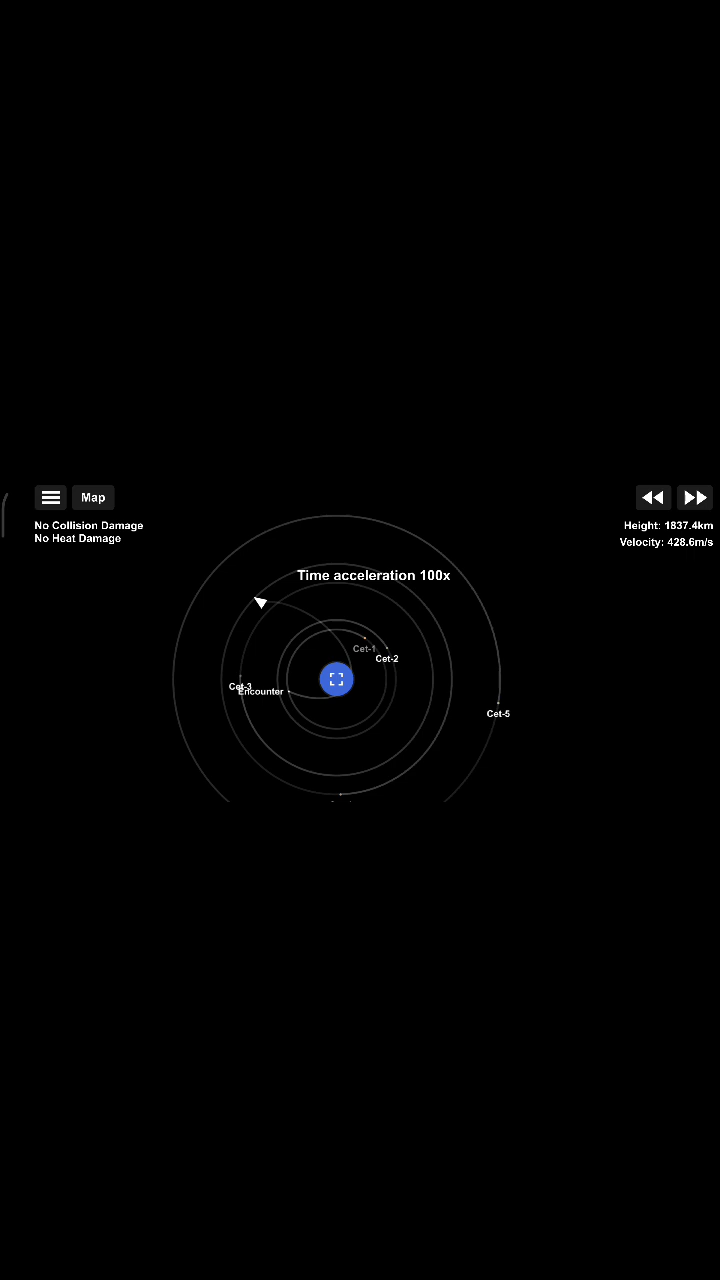 Map
No Collision Damage
No Heat Damage
Height: 1837.4km
Velocity: 428.6m/s
Time acceleration 100x
Cet-1
Cet-2
Cet-3
Encounter
Cet-5